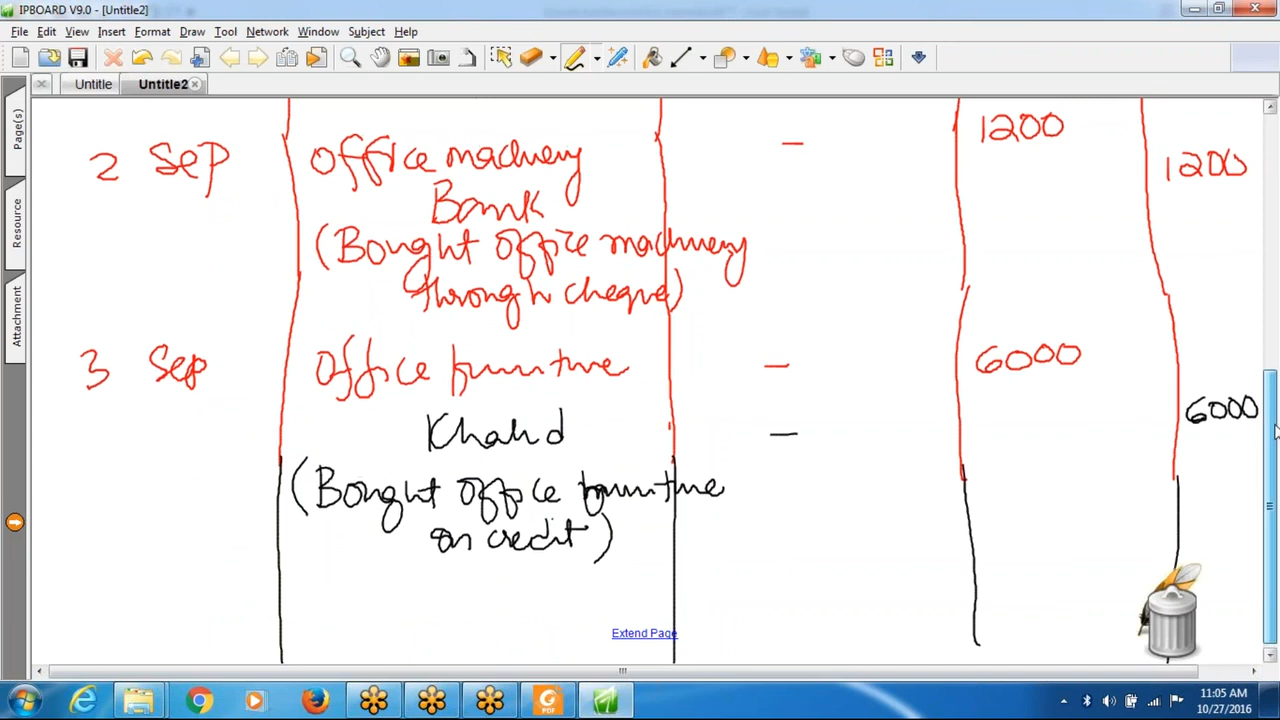 IPBOARD V9.0 - [Untitle2]
File Edit View Insert Format Draw Tool Network Window Subject Help
Untitle Untitle2
Page(s)
Resource
Attachment
1200
2 Sep Office machinery - 1200
Bank
(Bought office machinery
through cheque)
3 Sep Office furniture - 6000
Khalid - 6000
(Bought office furniture
on credit)
Extend Page
PDF
11:05 AM
10/27/2016